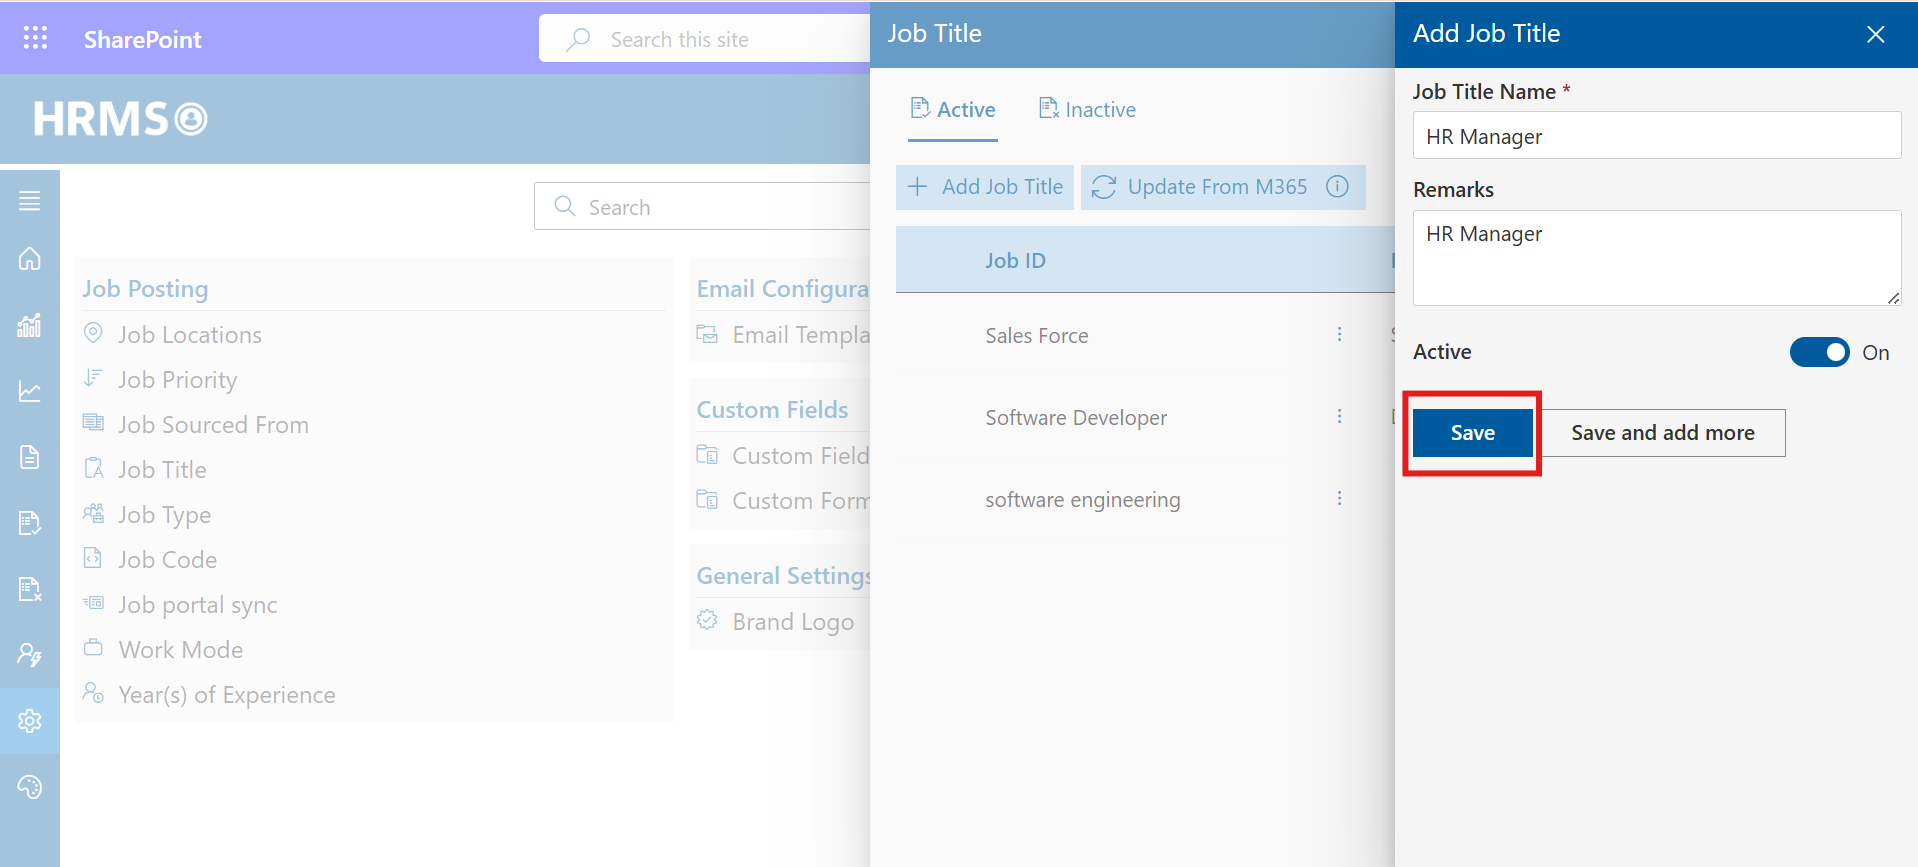 SharePoint
Search this site
HRMS
Search
Job Posting
Job Locations
Job Priority
Job Sourced From
Job Title
Job Type
Job Code
Job portal sync
Work Mode
Year(s) of Experience
Email Configura
Email Templa
Custom Fields
Custom Field
Custom Form
General Settings
Brand Logo
Job Title
Active
Inactive
Add Job Title
Update From M365
Job ID
Sales Force
Software Developer
software engineering
Add Job Title
Job Title Name *
HR Manager
Remarks
HR Manager
Active
On
Save
Save and add more